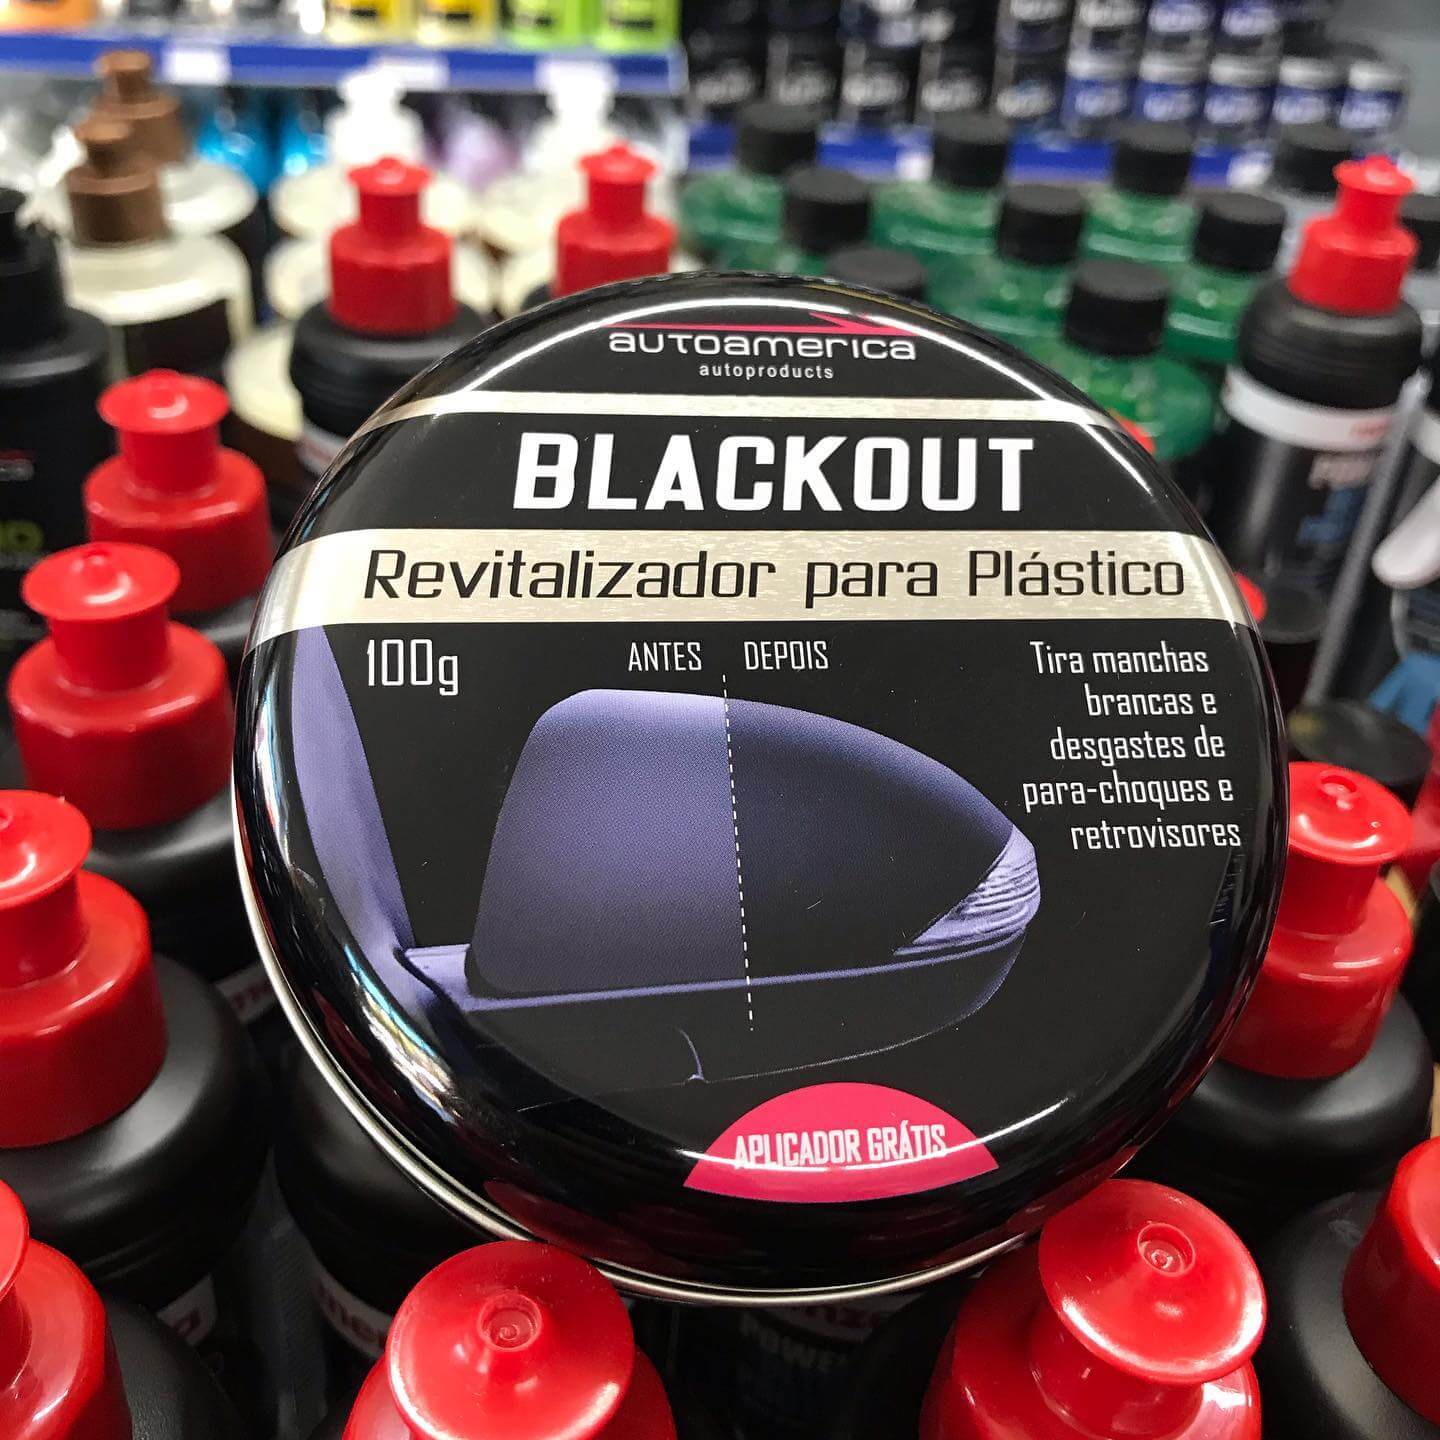 autoamerica
autoproducts
BLACKOUT
Revitalizador para Plástico
100g
ANTES DEPOIS
Tira manchas
brancas e
desgastes de
para-choques e
retrovisores
APLICADOR GRÁTIS